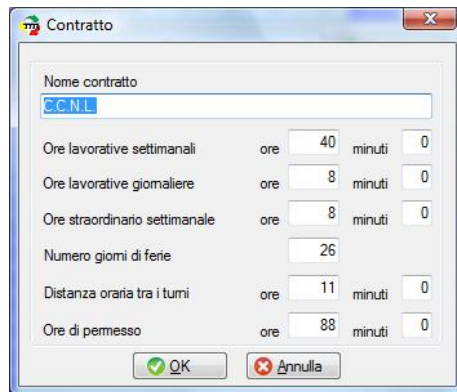 Contratto
Nome contratto
C.C.N.L.
Ore lavorative settimanali ore 40 minuti 0
Ore lavorative giornaliere ore 8 minuti 0
Ore straordinario settimanale ore 8 minuti 0
Numero giorni di ferie 26
Distanza oraria tra i turni ore 11 minuti 0
Ore di permesso ore 88 minuti 0
OK Annulla